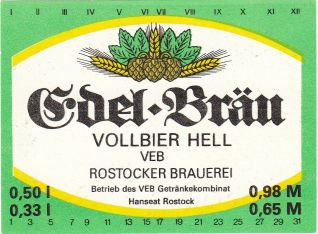 I II IV V VI VII VIII IX X XI XII
Edel-Bräu
VOLLBIER HELL
VEB
ROSTOCKER BRAUEREI
Betrieb des VEB Getränkekombinat
Hanseat Rostock
0,50 l 0,98 M
0,33 l 0,65 M
1 3 5 7 9 11 13 15 17 19 21 23 25 27 29 31